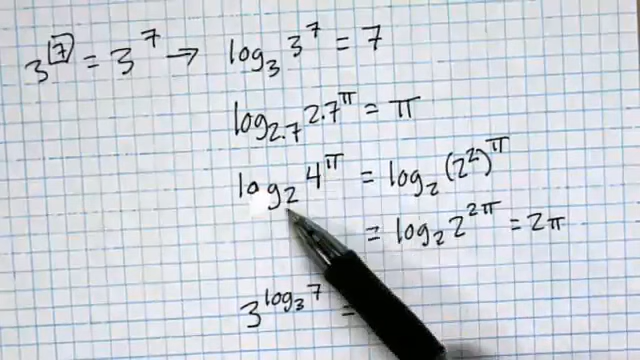 3^[7] = 3^7 → log_3 3^7 = 7
log_2.7 2.7^π = π
log_2 4^π = log_2 (2^2)^π
= log_2 2^2π = 2π
3^log_3 7 =